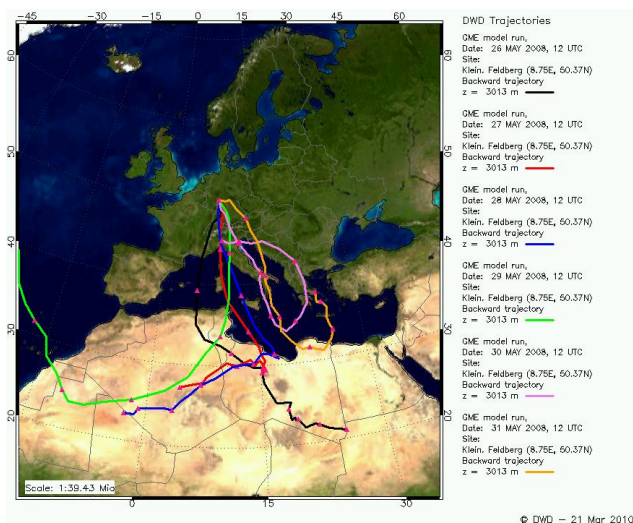 -45 -30 -15 0 15 30 45 60
DWD Trajectories
GME model run,
Date: 26 MAY 2008, 12 UTC
Site:
Klein. Feldberg (8.75E, 50.37N)
Backward trajectory
z = 3013 m
GME model run,
Date: 27 MAY 2008, 12 UTC
Site:
Klein. Feldberg (8.75E, 50.37N)
Backward trajectory
z = 3013 m
GME model run,
Date: 28 MAY 2008, 12 UTC
Site:
Klein. Feldberg (8.75E, 50.37N)
Backward trajectory
z = 3013 m
GME model run,
Date: 29 MAY 2008, 12 UTC
Site:
Klein. Feldberg (8.75E, 50.37N)
Backward trajectory
z = 3013 m
GME model run,
Date: 30 MAY 2008, 12 UTC
Site:
Klein. Feldberg (8.75E, 50.37N)
Backward trajectory
z = 3013 m
GME model run,
Date: 31 MAY 2008, 12 UTC
Site:
Klein. Feldberg (8.75E, 50.37N)
Backward trajectory
z = 3013 m
60 60
50 50
40 40
30 30
20 20
Scale: 1:39.43 Mio
0 15 30
© DWD - 21 Mar 2010